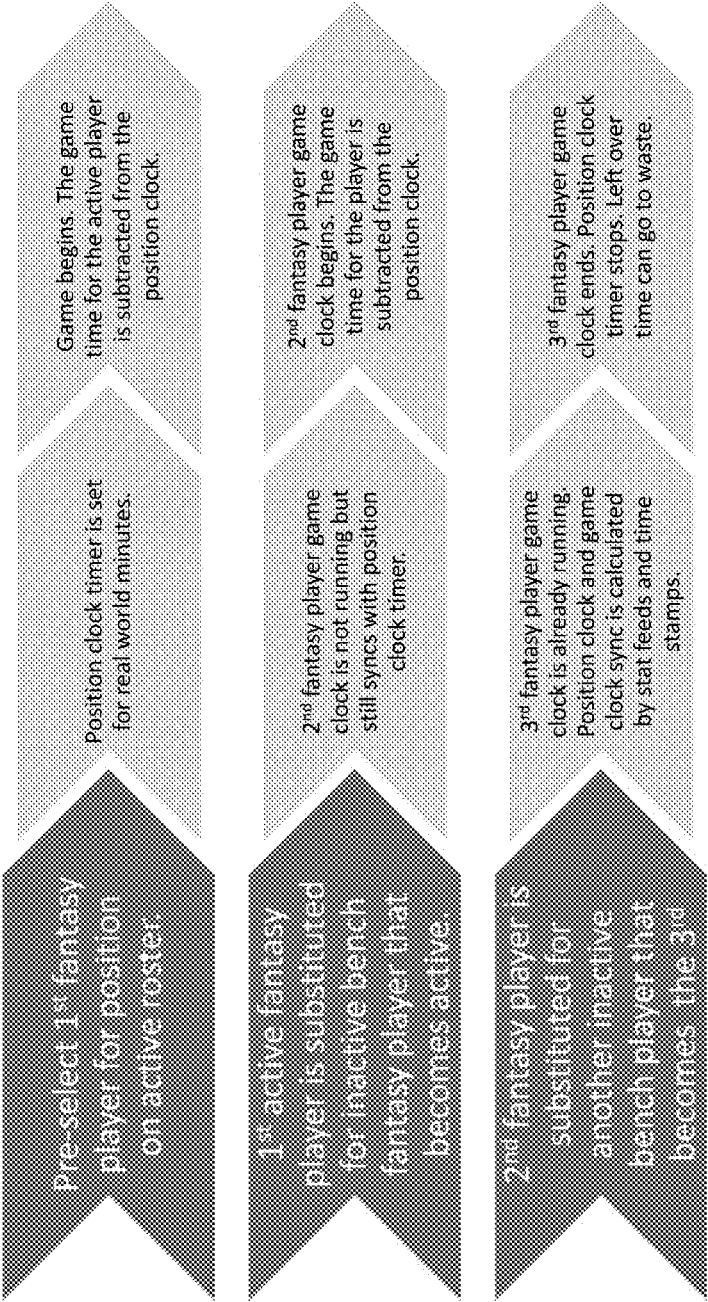 Pre-select 1st fantasy
player for position
on active roster.
Position clock timer is set
for real world minutes.
Game begins. The game
time for the active player
is subtracted from the
position clock.
1st active fantasy
player is substituted
for inactive bench
fantasy player that
becomes active.
2nd fantasy player game
clock is not running but
still syncs with position
clock timer.
2nd fantasy player game
clock begins. The game
time for the player is
subtracted from the
position clock.
2nd fantasy player is
substituted for
another inactive
bench player that
becomes the 3rd
3rd fantasy player game
clock is already running.
Position clock and game
clock sync is calculated
by stat feeds and time
stamps.
3rd fantasy player game
clock ends. Position clock
timer stops. Left over
time can go to waste.